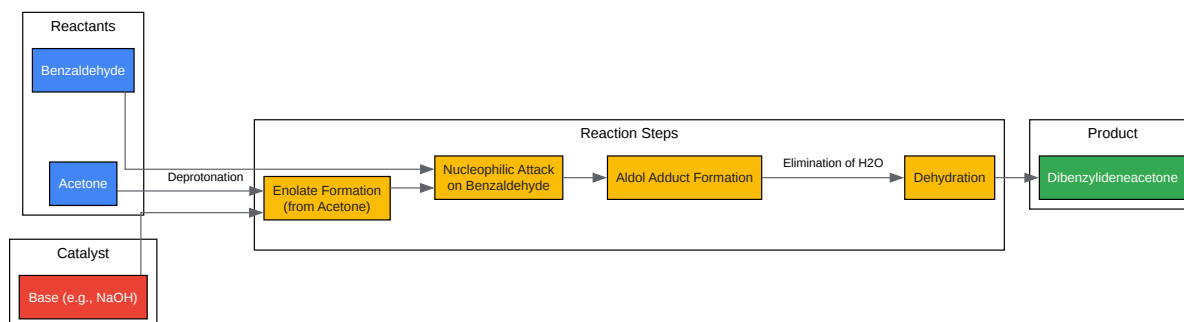 Reactants
Benzaldehyde
Acetone
Deprotonation
Catalyst
Base (e.g., NaOH)
Reaction Steps
Enolate Formation
(from Acetone)
Nucleophilic Attack
on Benzaldehyde
Aldol Adduct Formation
Elimination of H2O
Dehydration
Product
Dibenzylideneacetone